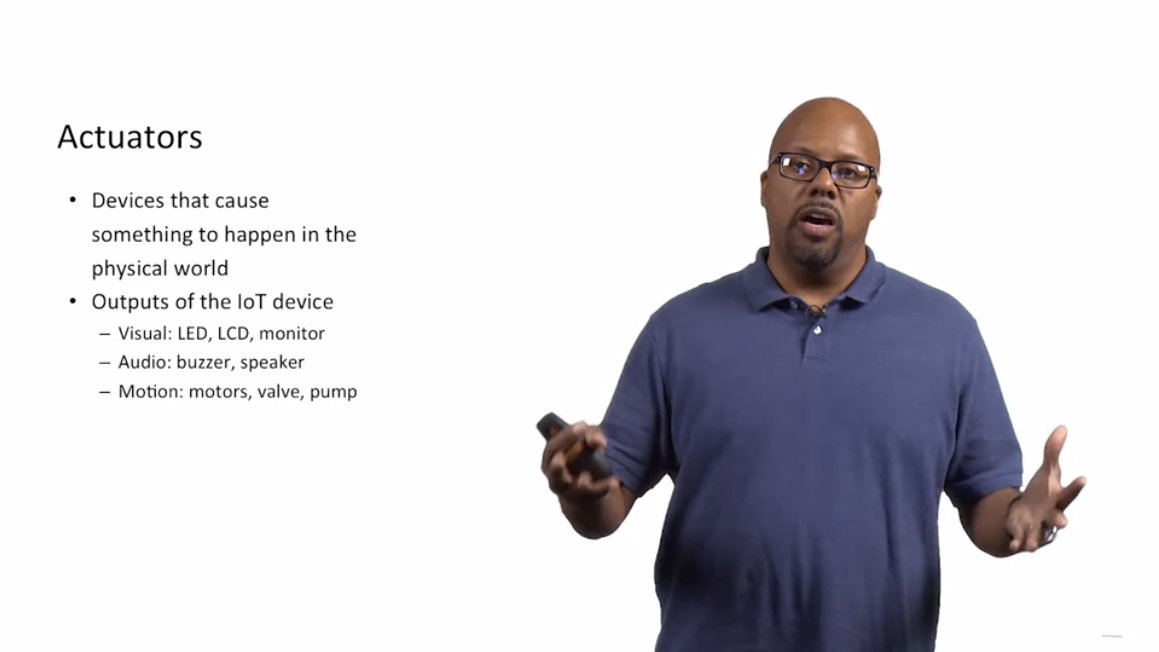 Actuators
• Devices that cause
something to happen in the
physical world
• Outputs of the IoT device
– Visual: LED, LCD, monitor
– Audio: buzzer, speaker
– Motion: motors, valve, pump